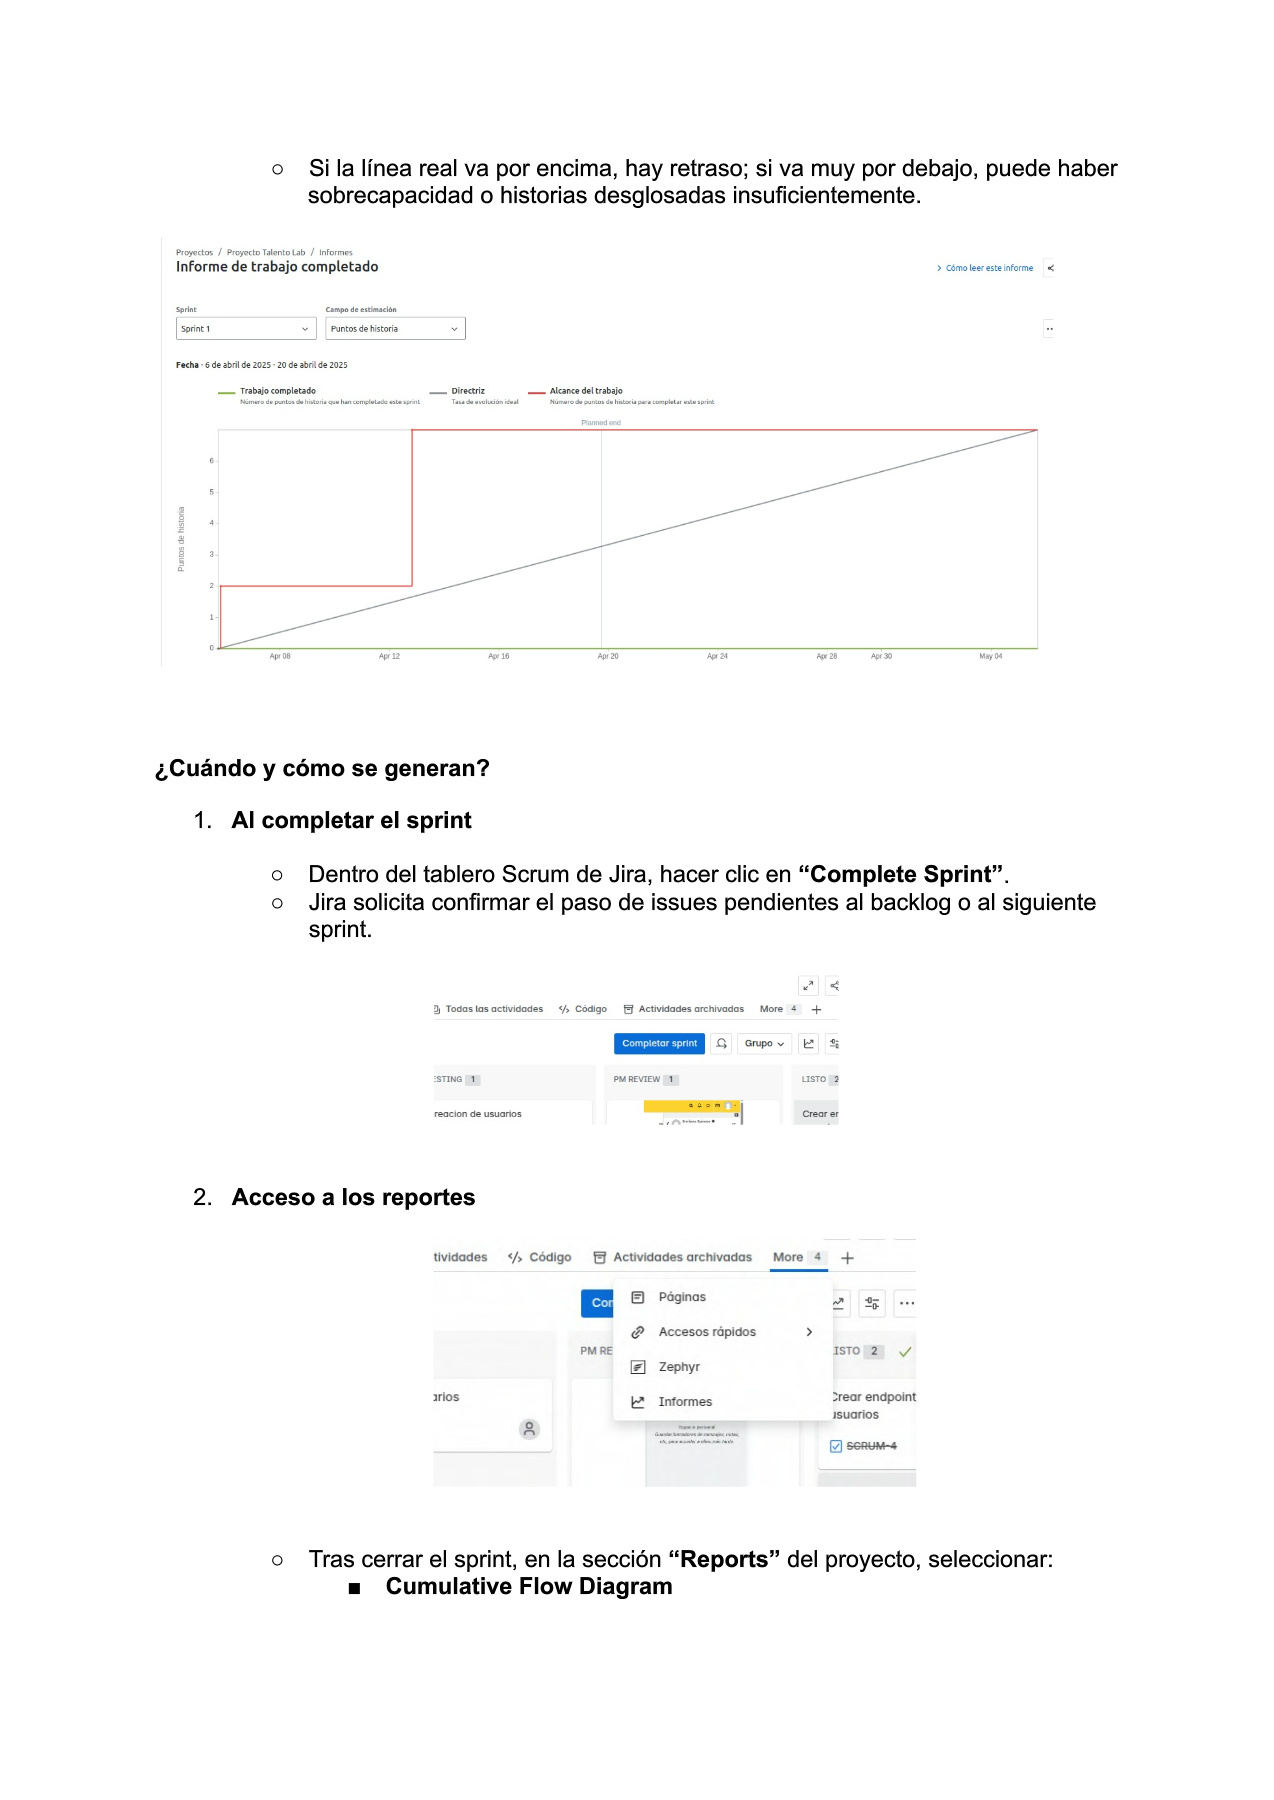 ○ Si la línea real va por encima, hay retraso; si va muy por debajo, puede haber
sobrecapacidad o historias desglosadas insuficientemente.
Proyectos / Proyecto Talento Lab / Informes
Informe de trabajo completado
> Cómo leer este informe
Sprint
Campo de estimación
Sprint 1
Puntos de historia
Fecha - 6 de abril de 2025 - 20 de abril de 2025
Trabajo completado
Directriz
Alcance del trabajo
Número de puntos de historia que han completado este sprint
Tasa de evolución ideal
Número de puntos de historia para completar este sprint
Planned end
Puntos de historia
6
5
4
3
2
1
0
Apr 08 Apr 12 Apr 16 Apr 20 Apr 24 Apr 28 Apr 30 May 04
¿Cuándo y cómo se generan?
1. Al completar el sprint
○ Dentro del tablero Scrum de Jira, hacer clic en “Complete Sprint”.
○ Jira solicita confirmar el paso de issues pendientes al backlog o al siguiente
sprint.
Todas las actividades </> Código Actividades archivadas More 4 +
Completar sprint Grupo
ESTING 1 PM REVIEW 1 LISTO 2
reacion de usuarios Crear er
2. Acceso a los reportes
tividades </> Código Actividades archivadas More 4 +
Con
Páginas
Accesos rápidos >
Zephyr
Informes
PM RE
ISTO 2
arios
Crear endpoint
usuarios
SCRUM-4
○ Tras cerrar el sprint, en la sección “Reports” del proyecto, seleccionar:
■ Cumulative Flow Diagram